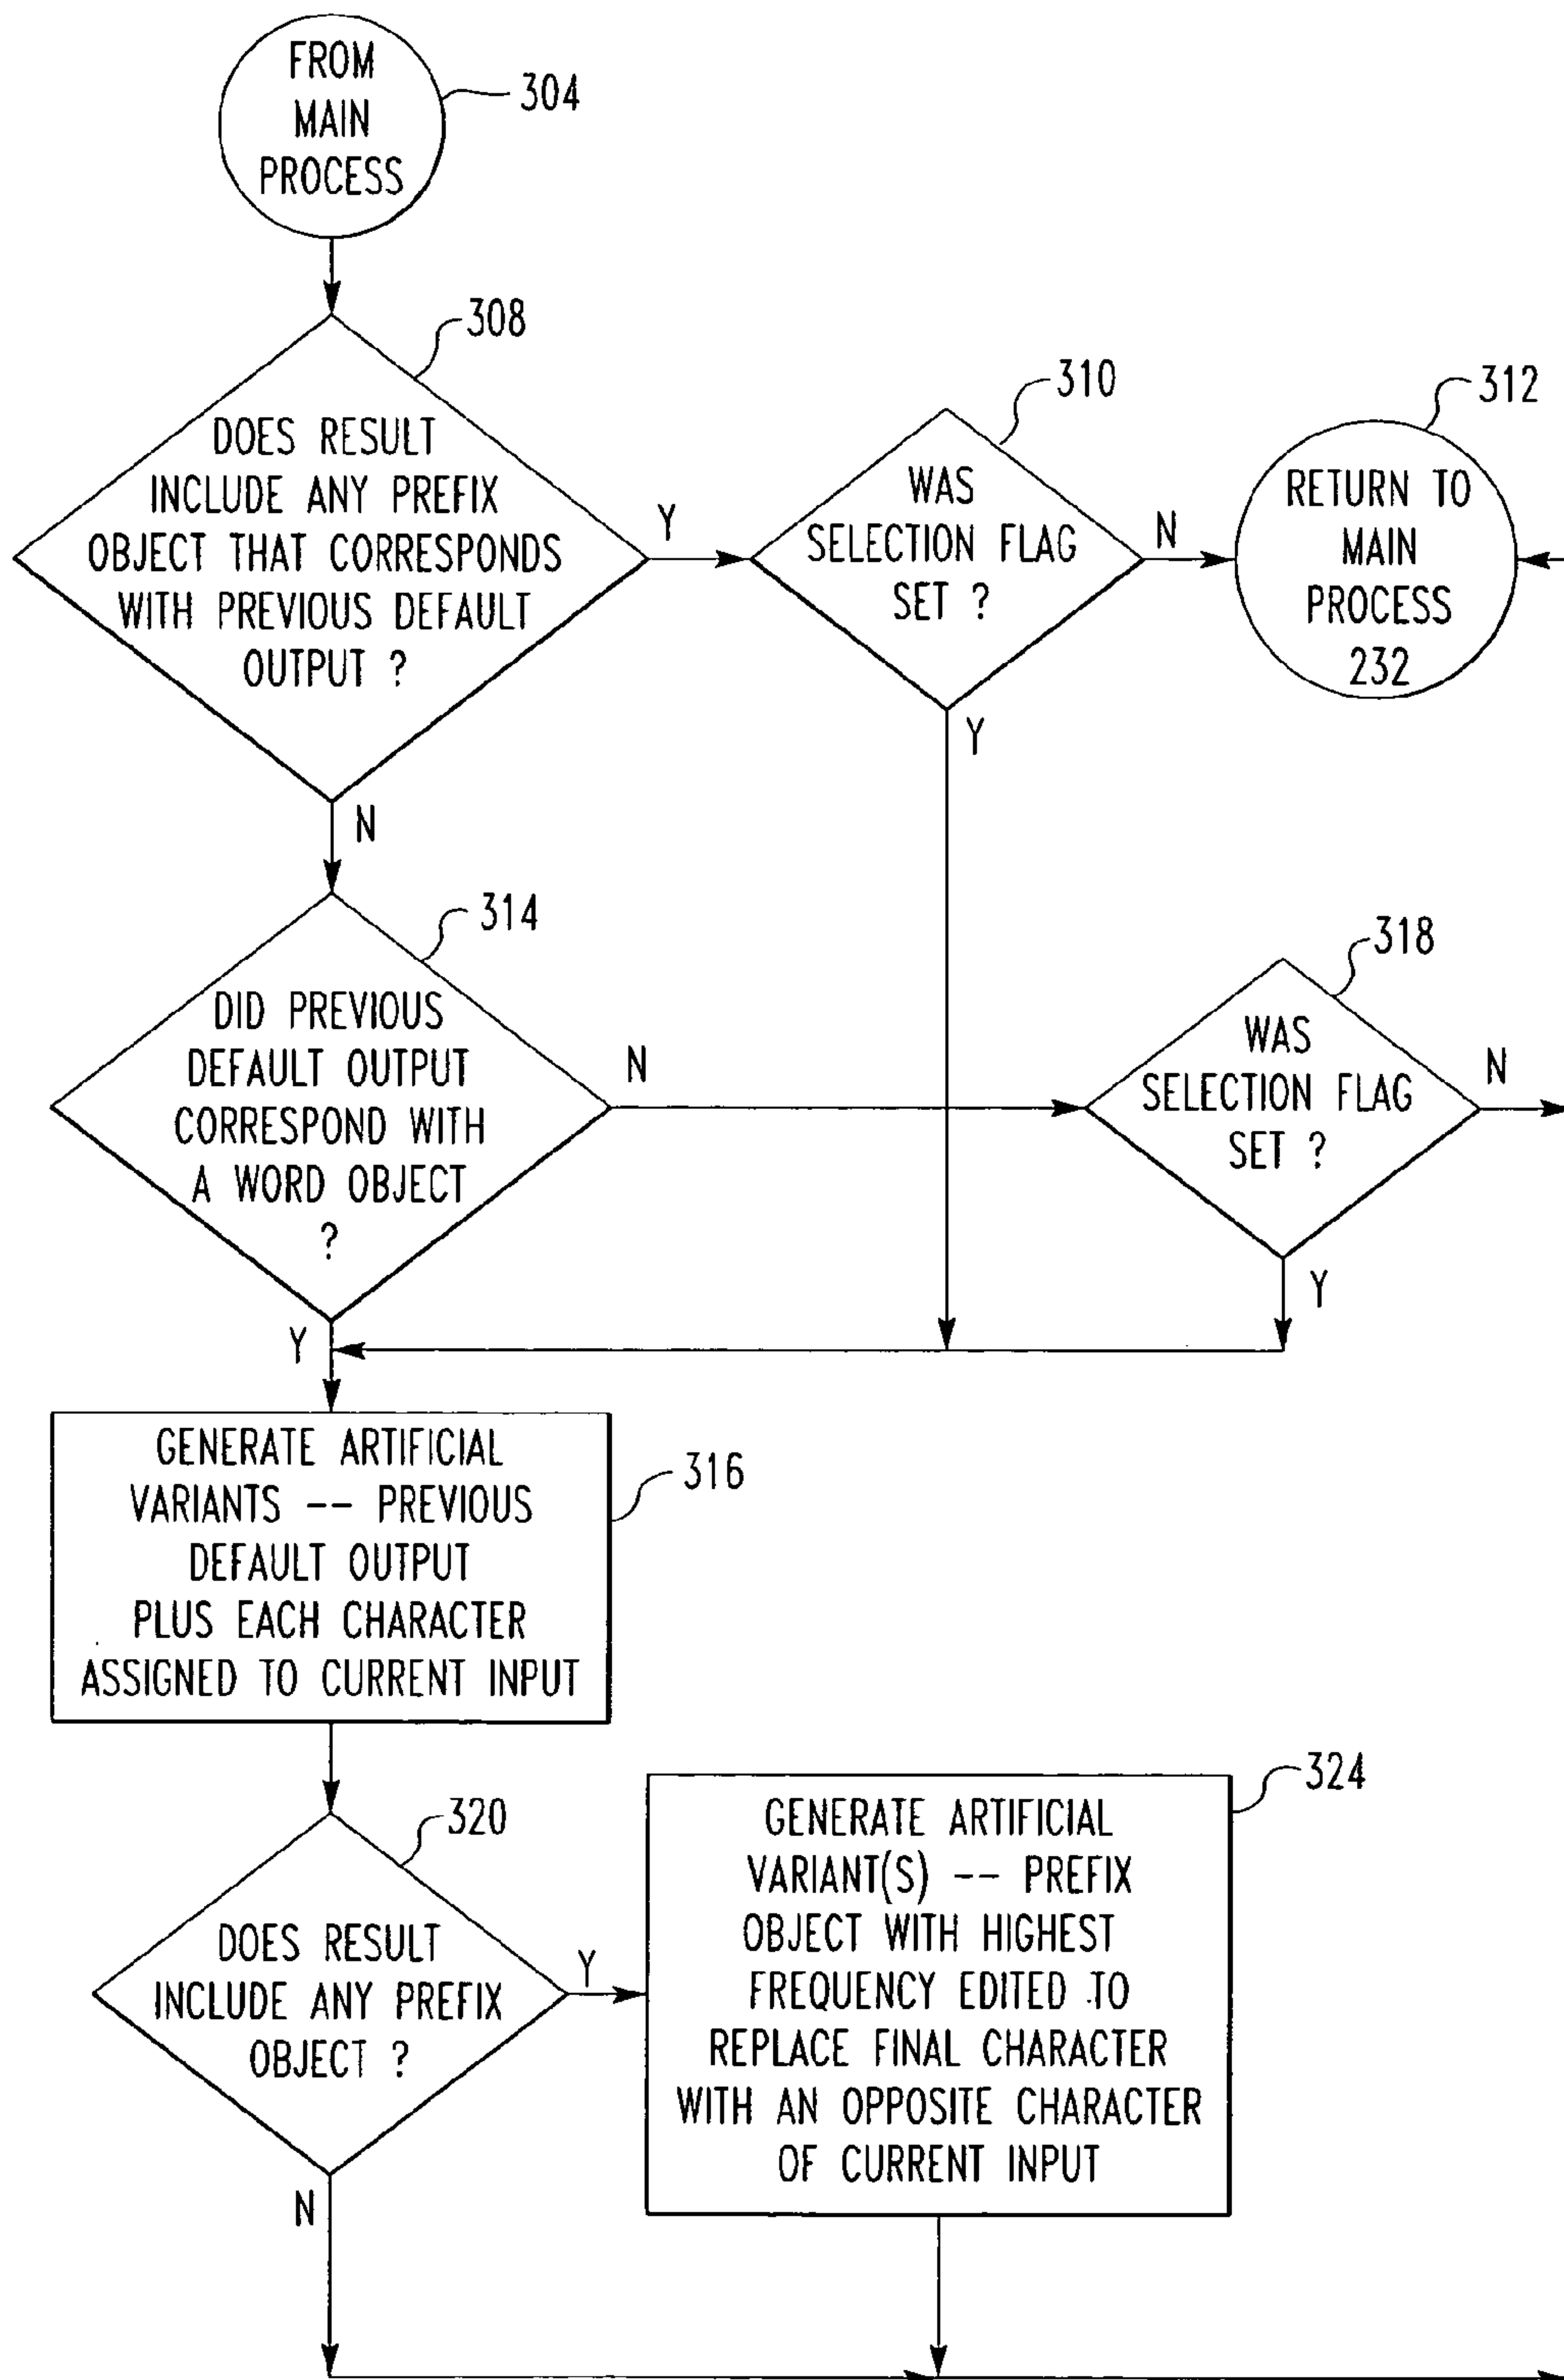 FROM
MAIN
PROCESS
304
308
DOES RESULT
INCLUDE ANY PREFIX
OBJECT THAT CORRESPONDS
WITH PREVIOUS DEFAULT
OUTPUT ?
Y
N
310
WAS
SELECTION FLAG
SET ?
N
Y
312
RETURN TO
MAIN
PROCESS
232
314
DID PREVIOUS
DEFAULT OUTPUT
CORRESPOND WITH
A WORD OBJECT
?
N
Y
318
WAS
SELECTION FLAG
SET ?
N
Y
GENERATE ARTIFICIAL
VARIANTS -- PREVIOUS
DEFAULT OUTPUT
PLUS EACH CHARACTER
ASSIGNED TO CURRENT INPUT
316
320
DOES RESULT
INCLUDE ANY PREFIX
OBJECT ?
Y
N
324
GENERATE ARTIFICIAL
VARIANT(S) -- PREFIX
OBJECT WITH HIGHEST
FREQUENCY EDITED TO
REPLACE FINAL CHARACTER
WITH AN OPPOSITE CHARACTER
OF CURRENT INPUT